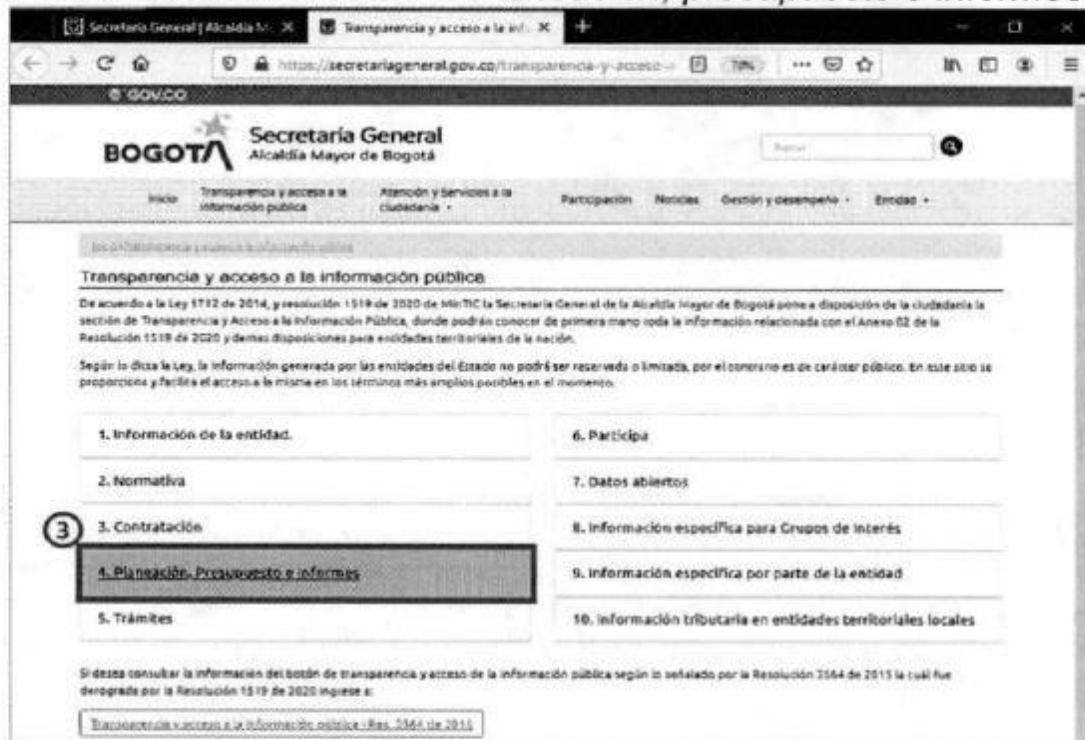 Secretaría General | Alcaldía M
Transparencia y acceso a la inf
https://secretariageneral.gov.co/transparencia-y-acceso-
70%
GOV.CO
BOGOTÁ
Secretaría General
Alcaldía Mayor de Bogotá
Buscar
Inicio
Transparencia y acceso a la
información pública
Atención y Servicios a la
ciudadanía
Participación
Noticias
Gestión y desempeño
Entidad
Transparencia y acceso a la información pública
De acuerdo a la Ley 1712 de 2014, y resolución 1519 de 2020 de MinTIC la Secretaría General de la Alcaldía Mayor de Bogotá pone a disposición de la ciudadanía la
sección de Transparencia y Acceso a la Información Pública, donde podrán conocer de primera mano toda la información relacionada con el Anexo 02 de la
Resolución 1519 de 2020 y demas disposiciones para entidades territoriales de la nación.
Según lo dicta la Ley, la información generada por las entidades del Estado no podrá ser reservada o limitada, por el contrario es de carácter público. En este sitio se
proporciona y facilita el acceso a la misma en los términos más amplios posibles en el momento.
1. Información de la entidad.
2. Normativa
3
3. Contratación
4. Planeación, Presupuesto e informes
5. Trámites
6. Participa
7. Datos abiertos
8. Información específica para Grupos de Interés
9. Información específica por parte de la entidad
10. Información tributaria en entidades territoriales locales
Si desea consultar la información del botón de transparencia y acceso de la información pública según lo señalado por la Resolución 3564 de 2015 la cuál fue
derogrado por la Resolución 1519 de 2020 ingrese a:
Transparencia y acceso a la información pública - Res. 3564 de 2015